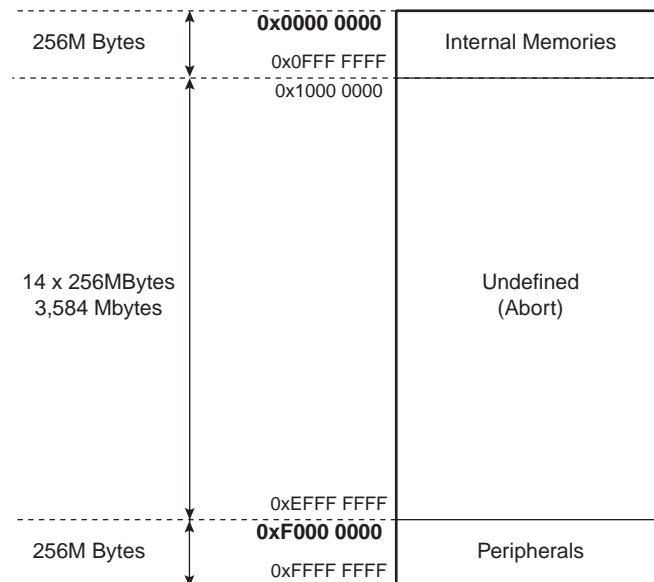 256M Bytes
0x0000 0000
Internal Memories
0x0FFF FFFF
0x1000 0000
14 x 256MBytes
3,584 Mbytes
Undefined
(Abort)
0xEFFF FFFF
0xF000 0000
256M Bytes
Peripherals
0xFFFF FFFF